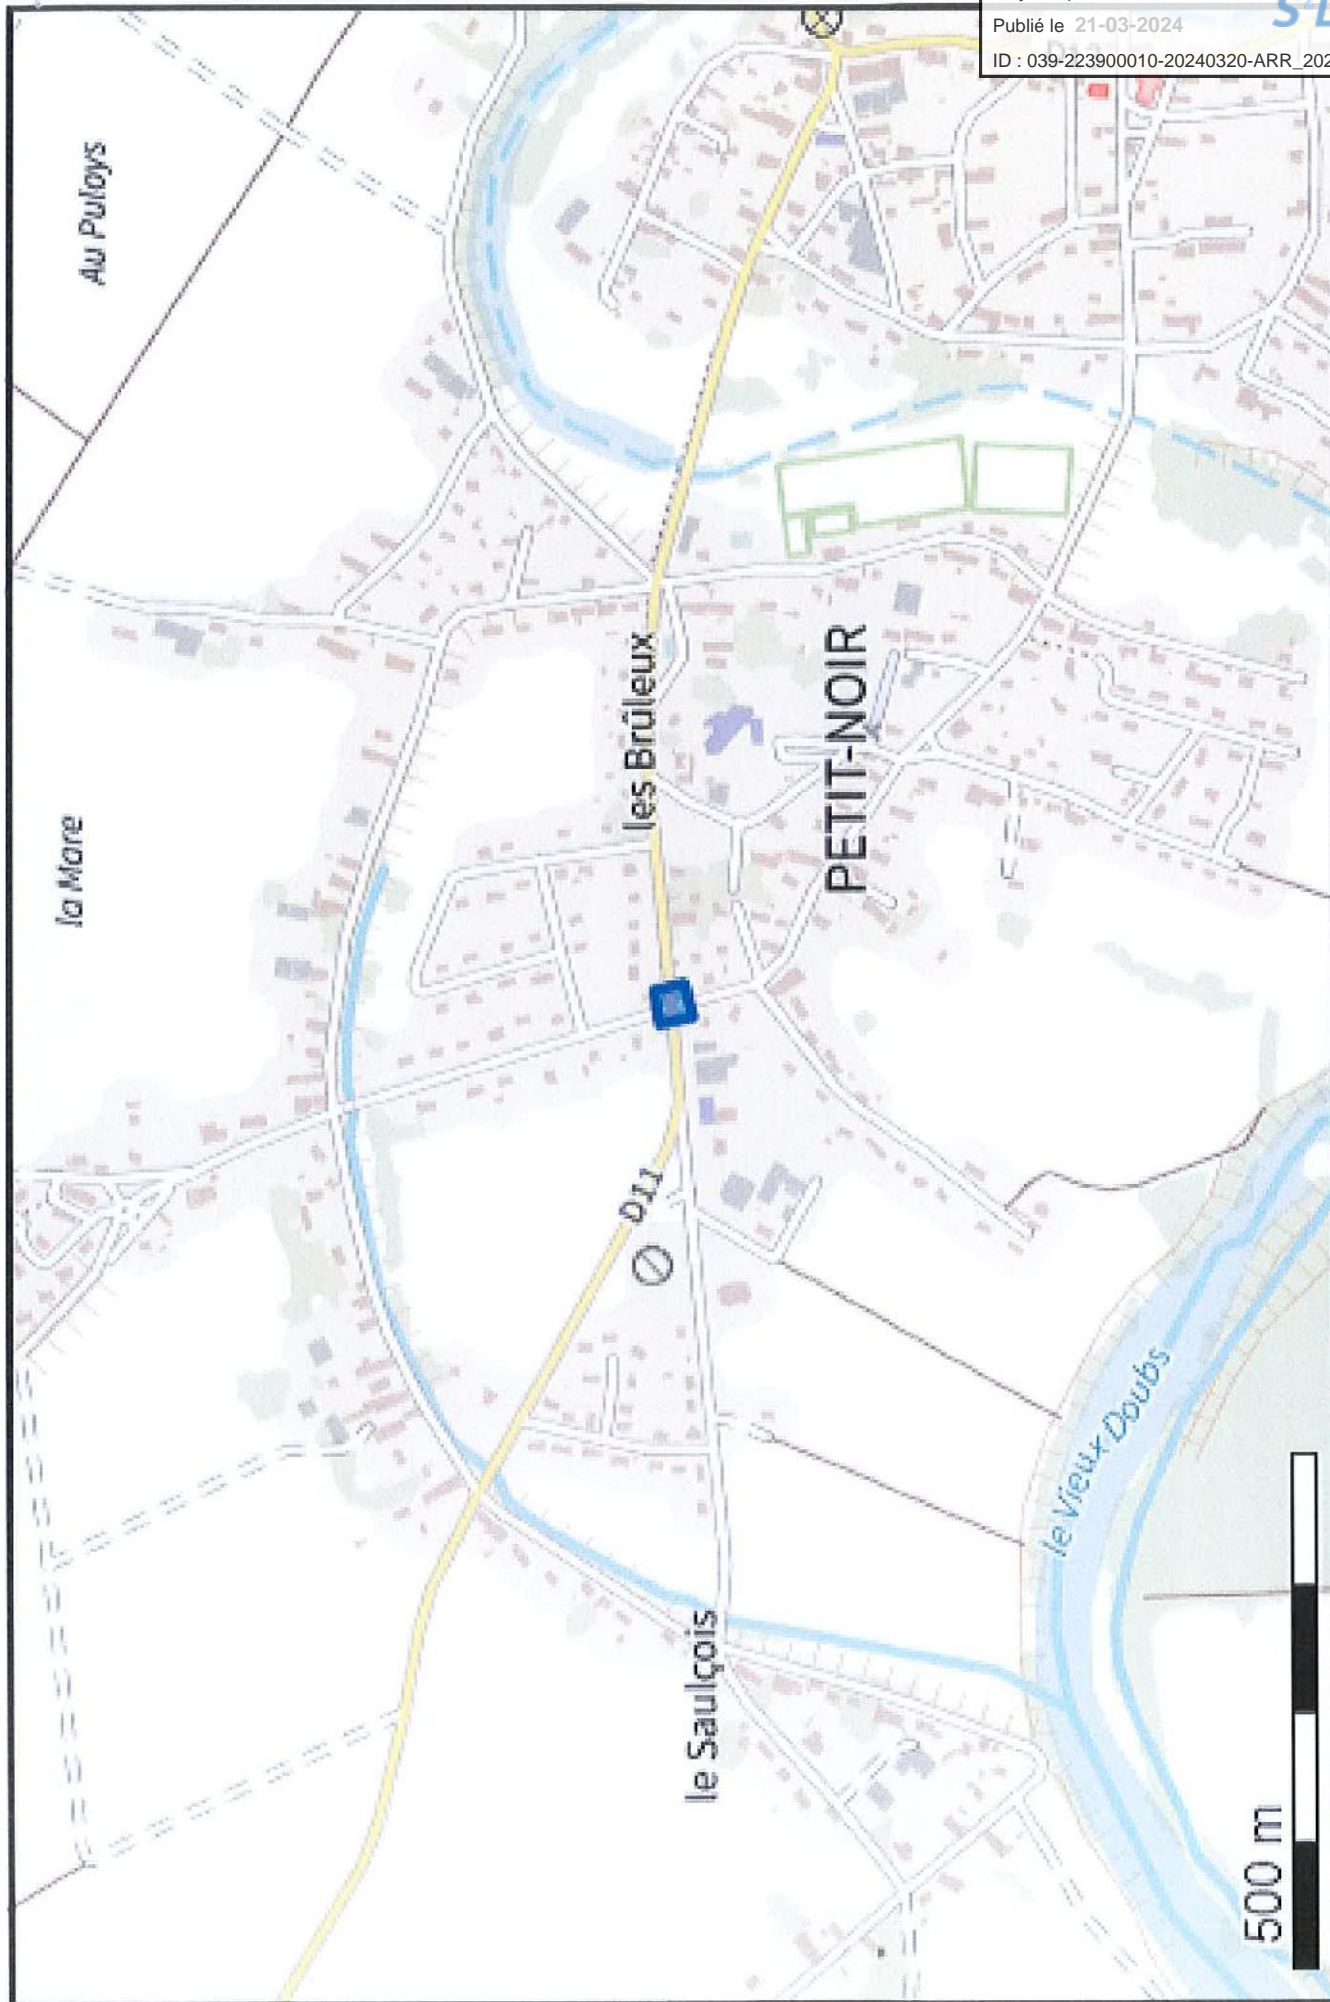 Publié le 21-03-2024
ID : 039-223900010-20240320-ARR_202
Au Puloys
la Mare
les Brûleux
PETIT-NOIR
D11
le Saulçois
le Vieux Doubs
500 m